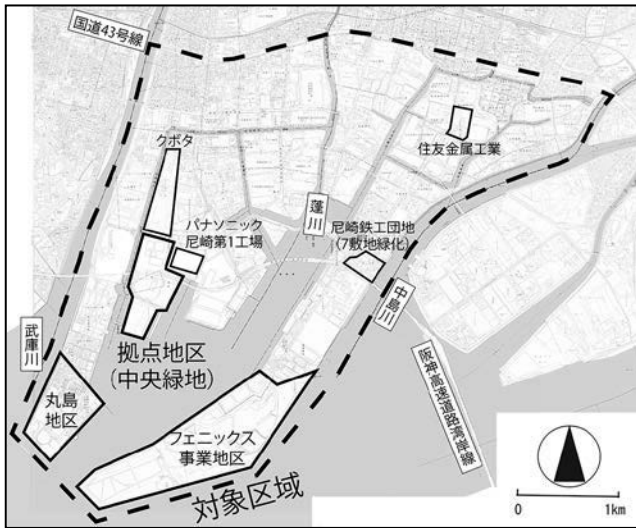 国道43号線
クボタ
住友金属工業
パナソニック
尼崎第1工場
蓬川
尼崎鉄工団地
(7敷地緑化)
中島川
武庫川
拠点地区
(中央緑地)
阪神高速道路湾岸線
丸島
地区
フェニックス
事業地区
対象区域
0 1km